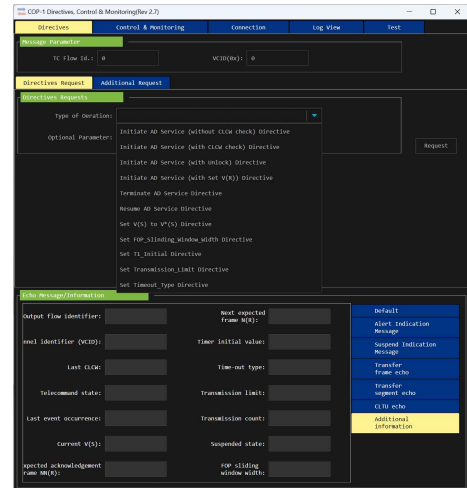 COP-1 Directives, Control & Monitoring(Rev 2.7)
Direcives Control & Monitoring Connection Log View Test
Message Parameter
TC Flow Id.: 0 VCID(Rx): 0
Directives Request Additional Request
Directives Requests
Type of Oeration:
Optional Parameter:
Request
Initiate AD Service (without CLCW check) Directive
Initiate AD Service (with CLCW check) Directive
Initiate AD Service (with Unlock) Directive
Initiate AD Service (with Set V(R)) Directive
Terminate AD Service Directive
Resume AD Service Directive
Set V(S) to V*(S) Directive
Set FOP_Slinding_Window_Width Directive
Set T1_Initial Directive
Set Transmission_Limit Directive
Set Timeout_Type Directive
Echo Message/Information
Output flow identifier: Next expected
frame N(R):
nnel identifier (VCID): Timer initial value:
Last CLCW: Time-out type:
Telecommand state: Transmission limit:
Last event occurrence: Transmission count:
Current V(S): Suspended state:
xpected acknowledgement
rame NN(R):
FOP sliding
window width:
Default
Alert Indication
Message
Suspend Indication
Message
Transfer
frame echo
Transfer
segment echo
CLTU echo
Additional
information